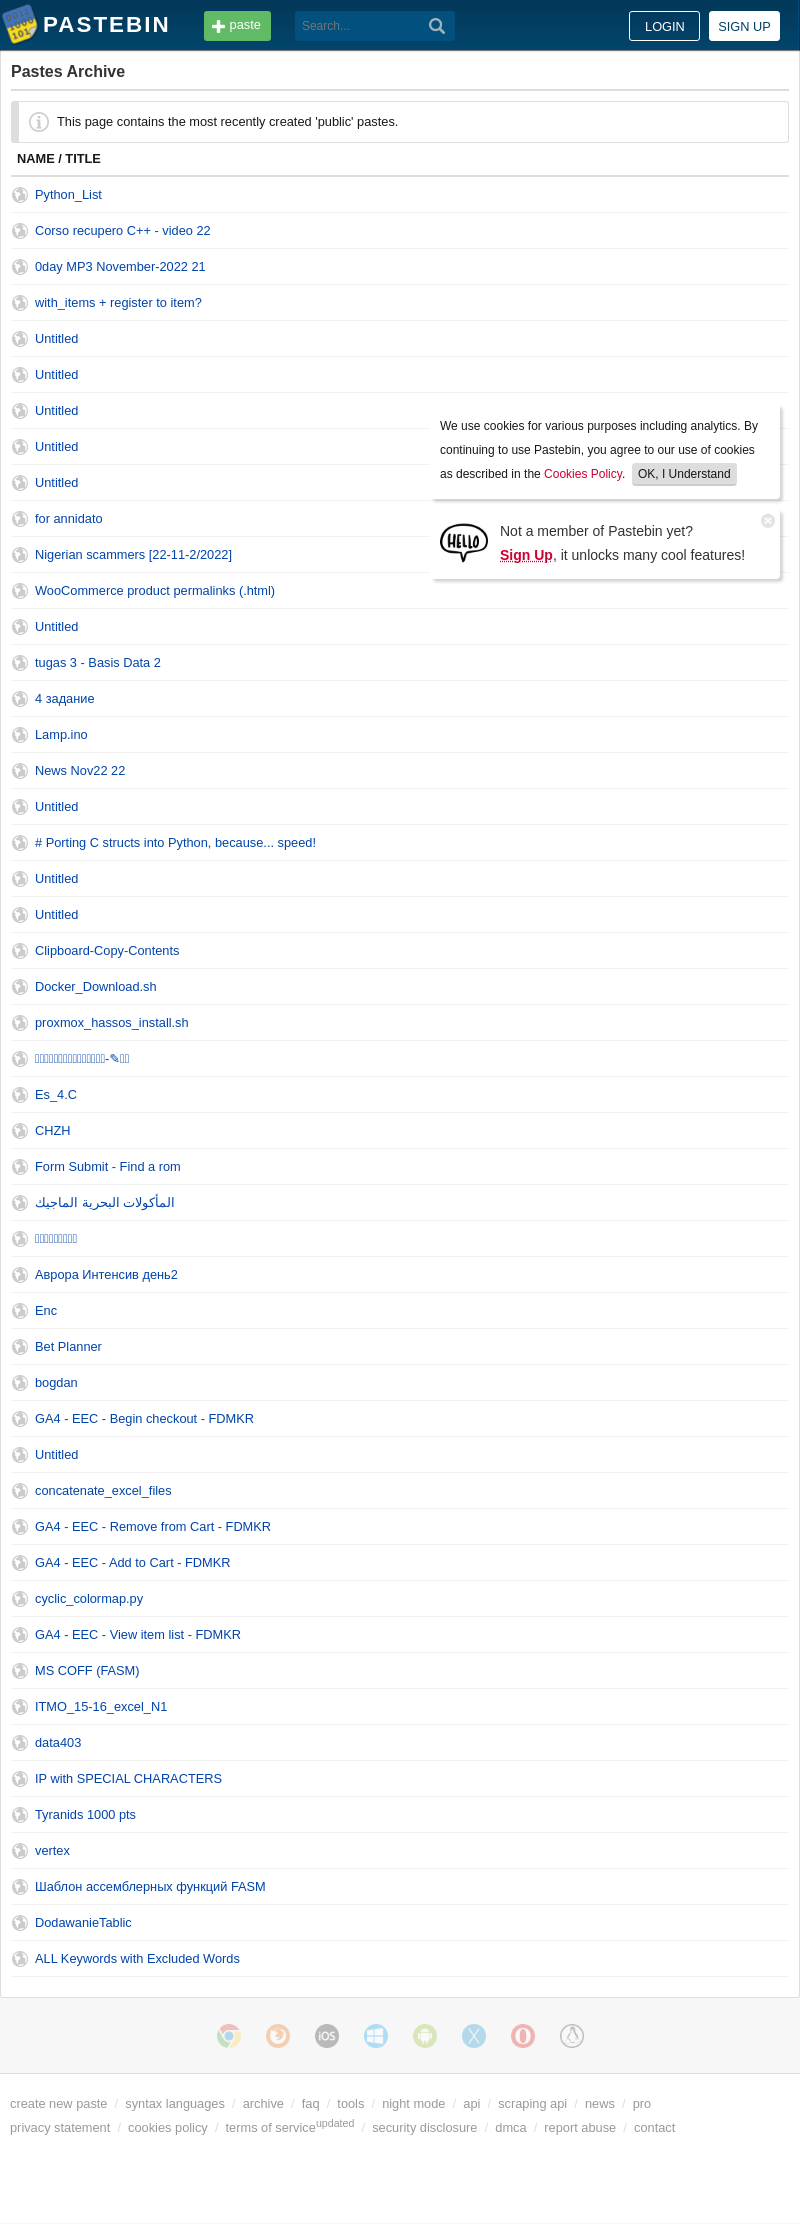 PASTEBIN
paste
Search...
LOGIN
SIGN UP
Pastes Archive
This page contains the most recently created 'public' pastes.
NAME / TITLE
Python_List
Corso recupero C++ - video 22
0day MP3 November-2022 21
with_items + register to item?
Untitled
Untitled
Untitled
Untitled
Untitled
for annidato
Nigerian scammers [22-11-2/2022]
WooCommerce product permalinks (.html)
We use cookies for various purposes including analytics. By
continuing to use Pastebin, you agree to our use of cookies
as described in the Cookies Policy. OK, I Understand
HELLO
Not a member of Pastebin yet?
Sign Up, it unlocks many cool features!
Untitled
tugas 3 - Basis Data 2
4 задание
Lamp.ino
News Nov22 22
Untitled
# Porting C structs into Python, because... speed!
Untitled
Untitled
Clipboard-Copy-Contents
Docker_Download.sh
proxmox_hassos_install.sh
Es_4.C
CHZH
Form Submit - Find a rom
المأكولات البحرية الماجيك
Аврора Интенсив день2
Enc
Bet Planner
bogdan
GA4 - EEC - Begin checkout - FDMKR
Untitled
concatenate_excel_files
GA4 - EEC - Remove from Cart - FDMKR
GA4 - EEC - Add to Cart - FDMKR
cyclic_colormap.py
GA4 - EEC - View item list - FDMKR
MS COFF (FASM)
ITMO_15-16_excel_N1
data403
IP with SPECIAL CHARACTERS
Tyranids 1000 pts
vertex
Шаблон ассемблерных функций FASM
DodawanieTablic
ALL Keywords with Excluded Words
iOS
create new paste / syntax languages / archive / faq / tools / night mode / api / scraping api / news / pro
privacy statement / cookies policy / terms of service updated / security disclosure / dmca / report abuse / contact